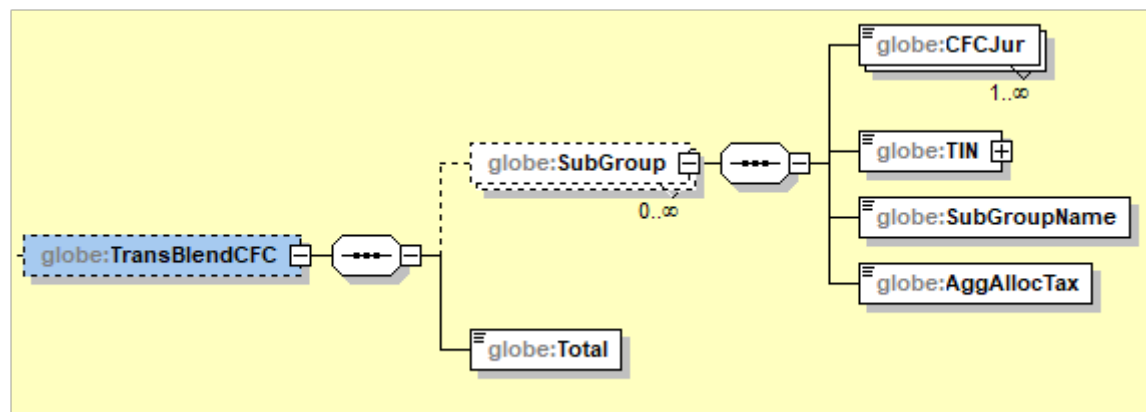 globe:CFCJur
1..∞
globe:TIN
globe:SubGroup
0..∞
globe:SubGroupName
globe:TransBlendCFC
globe:AggAllocTax
globe:Total